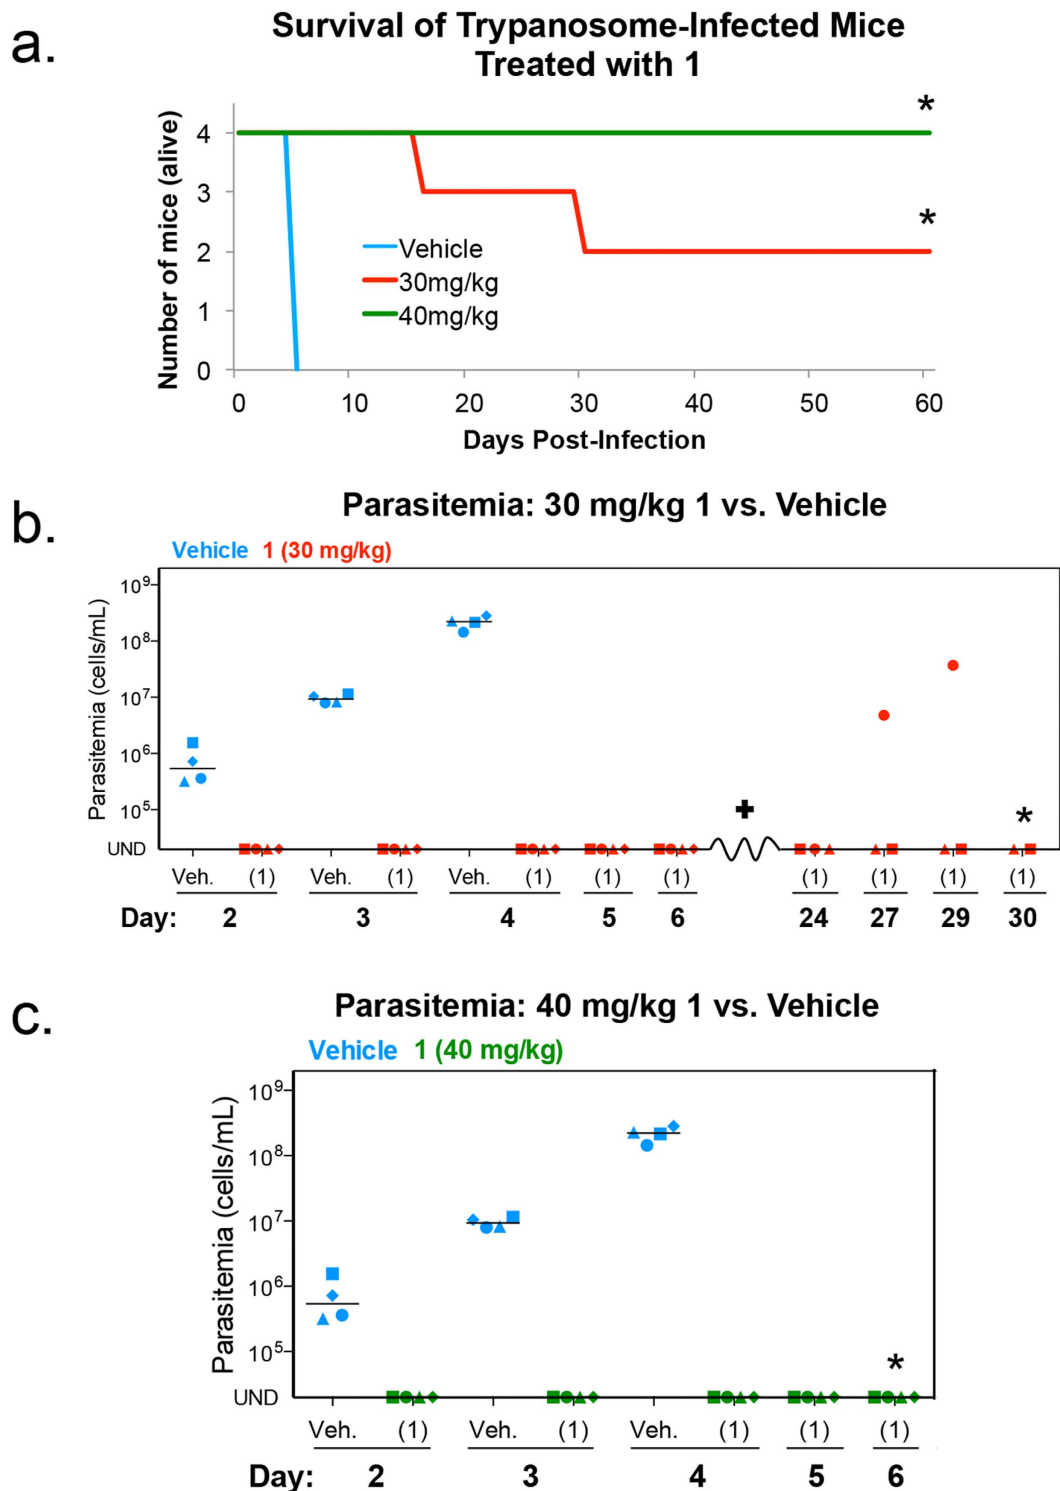 a.
Survival of Trypanosome-Infected Mice
Treated with 1
*
*
Number of mice (alive)
4
3
2
1
0
Vehicle
30mg/kg
40mg/kg
0 10 20 30 40 50 60
Days Post-Infection
b.
Parasitemia: 30 mg/kg 1 vs. Vehicle
Vehicle 1 (30 mg/kg)
Parasitemia (cells/mL)
10⁹
10⁸
10⁷
10⁶
10⁵
UND
+
*
Veh. (1) Veh. (1) Veh. (1) (1) (1) (1) (1) (1) (1)
Day: 2 3 4 5 6 24 27 29 30
c.
Parasitemia: 40 mg/kg 1 vs. Vehicle
Vehicle 1 (40 mg/kg)
Parasitemia (cells/mL)
10⁹
10⁸
10⁷
10⁶
10⁵
UND
*
Veh. (1) Veh. (1) Veh. (1) (1) (1)
Day: 2 3 4 5 6